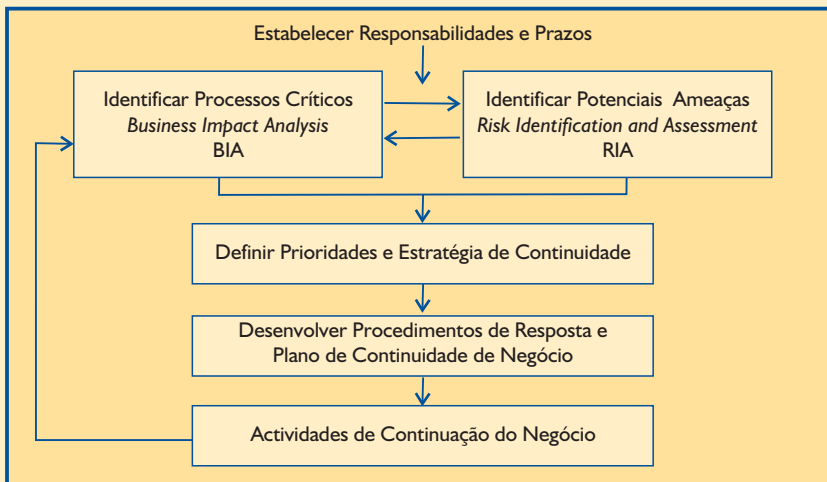 Estabelecer Responsabilidades e Prazos
Identificar Processos Críticos
Business Impact Analysis
BIA
Identificar Potenciais Ameaças
Risk Identification and Assessment
RIA
Definir Prioridades e Estratégia de Continuidade
Desenvolver Procedimentos de Resposta e
Plano de Continuidade de Negócio
Actividades de Continuação do Negócio